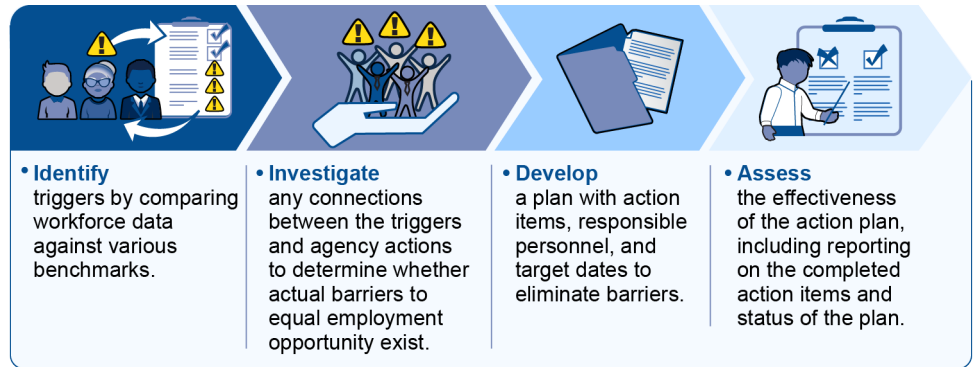 • Identify
triggers by comparing
workforce data
against various
benchmarks.
• Investigate
any connections
between the triggers
and agency actions
to determine whether
actual barriers to
equal employment
opportunity exist.
• Develop
a plan with action
items, responsible
personnel, and
target dates to
eliminate barriers.
• Assess
the effectiveness
of the action plan,
including reporting
on the completed
action items and
status of the plan.